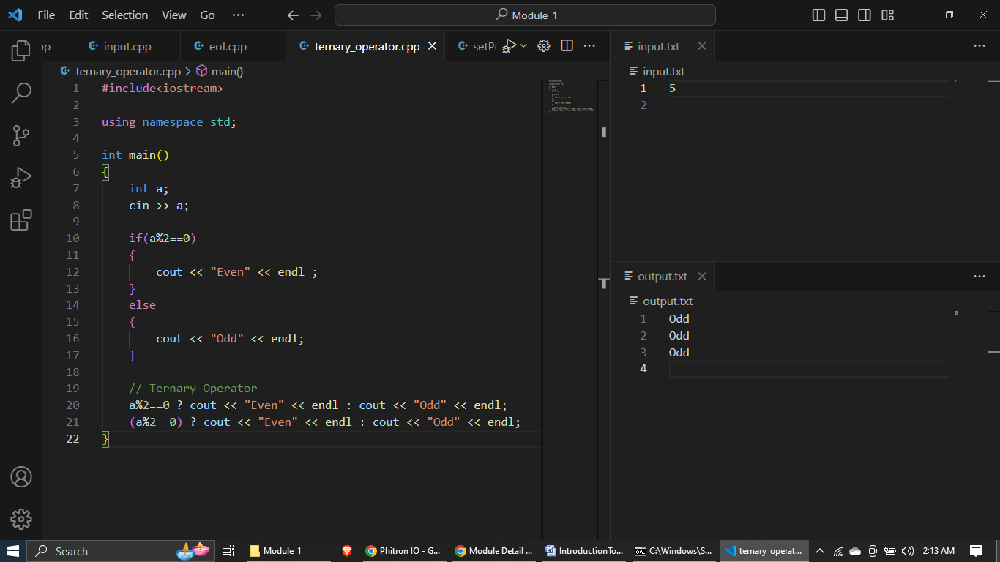 File Edit Selection View Go ··· Module_1
pp input.cpp eof.cpp ternary_operator.cpp setPr
ternary_operator.cpp > main()
1 #include<iostream>
2
3 using namespace std;
4
5 int main()
6 {
7 int a;
8 cin >> a;
9
10 if(a%2==0)
11 {
12 cout << "Even" << endl ;
13 }
14 else
15 {
16 cout << "Odd" << endl;
17 }
18
19 // Ternary Operator
20 a%2==0 ? cout << "Even" << endl : cout << "Odd" << endl;
21 (a%2==0) ? cout << "Even" << endl : cout << "Odd" << endl;
22 }
input.txt
input.txt
1 5
2
output.txt
output.txt
1 Odd
2 Odd
3 Odd
4
Search Module_1 Phitron IO - G... Module Detail ... IntroductionTo... C:\Windows\S... ternary_operat... 2:13 AM